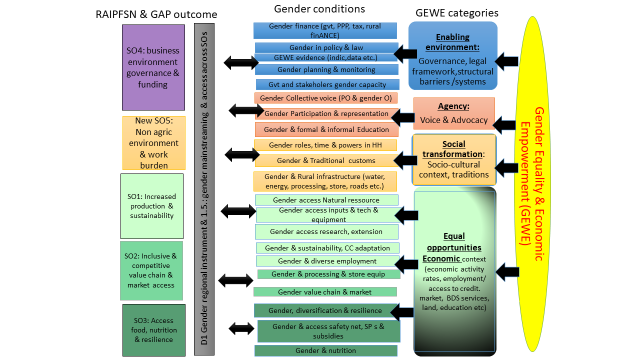 RAIPFSN & GAP outcome
SO4: business
environment
governance &
funding
New SO5:
Non agric
environment
& work
burden
SO1: Increased
production &
sustainability
SO2: Inclusive &
competitive
value chain &
market access
SO3: Access
food, nutrition
& resilience
D1 Gender regional instrument & 1.5.: gender mainstreaming & access across SOs
Gender conditions
Gender finance (gvt, PPP, tax, rural
finANCE)
Gender in policy & law
GEWE evidence (indic,data etc.)
Gender planning & monitoring
Gvt and stakeholders gender capacity
Gender Collective voice (PO & gender O)
Gender Participation & representation
Gender & formal & informal Education
Gender roles, time & powers in HH
Gender & Traditional customs
Gender & Rural infrastructure (water,
energy, processing, store, roads etc.)
Gender access Natural ressource
Gender access inputs & tech &
equipment
Gender access research, extension
Gender & sustainability, CC adaptation
Gender & diverse employment
Gender & processing & store equip
Gender value chain & market
Gender, diversification & resilience
Gender & access safety net, SP s &
subsidies
Gender & nutrition
GEWE categories
Enabling
environment:
Governance, legal
framework,structural
barriers /systems
Agency:
Voice & Advocacy
Social
transformation:
Socio-cultural
context, traditions
Equal
opportunities
Economic context
(economic activity
rates, employment/
access to credit.
market, BDS services,
land, education etc)
Gender Equality & Economic
Empowerment (GEWE)